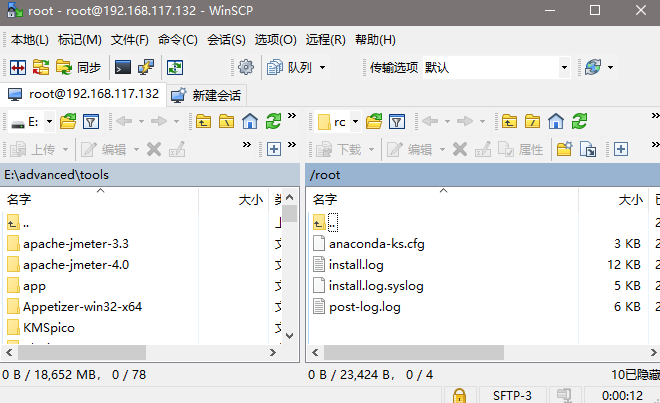 root - root@192.168.117.132 - WinSCP
本地(L) 标记(M) 文件(F) 命令(C) 会话(S) 选项(O) 远程(R) 帮助(H)
同步 队列 传输选项 默认
root@192.168.117.132 新建会话
E: rc
上传 编辑 下载 编辑 属性
E:\advanced\tools /root
名字 大小 名字 大小
.. ..
apache-jmeter-3.3 anaconda-ks.cfg 3 KB
apache-jmeter-4.0 install.log 12 KB
app install.log.syslog 5 KB
Appetizer-win32-x64 post-log.log 6 KB
KMSpico
0 B / 18,652 MB, 0 / 78 0 B / 23,424 B, 0 / 4 10已隐藏
SFTP-3 0:00:12